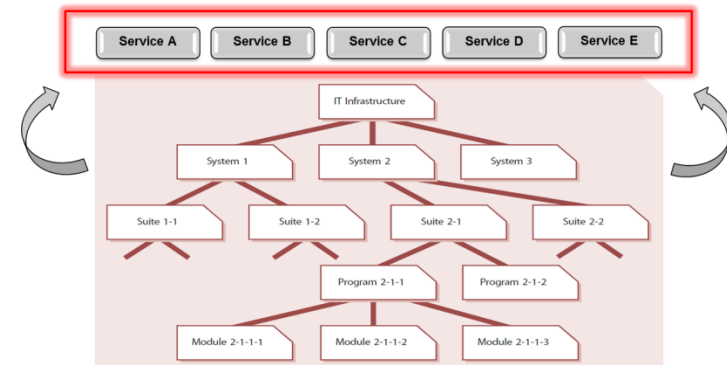 Service A
Service B
Service C
Service D
Service E
IT Infrastructure
System 1
System 2
System 3
Suite 1-1
Suite 1-2
Suite 2-1
Suite 2-2
Program 2-1-1
Program 2-1-2
Module 2-1-1-1
Module 2-1-1-2
Module 2-1-1-3